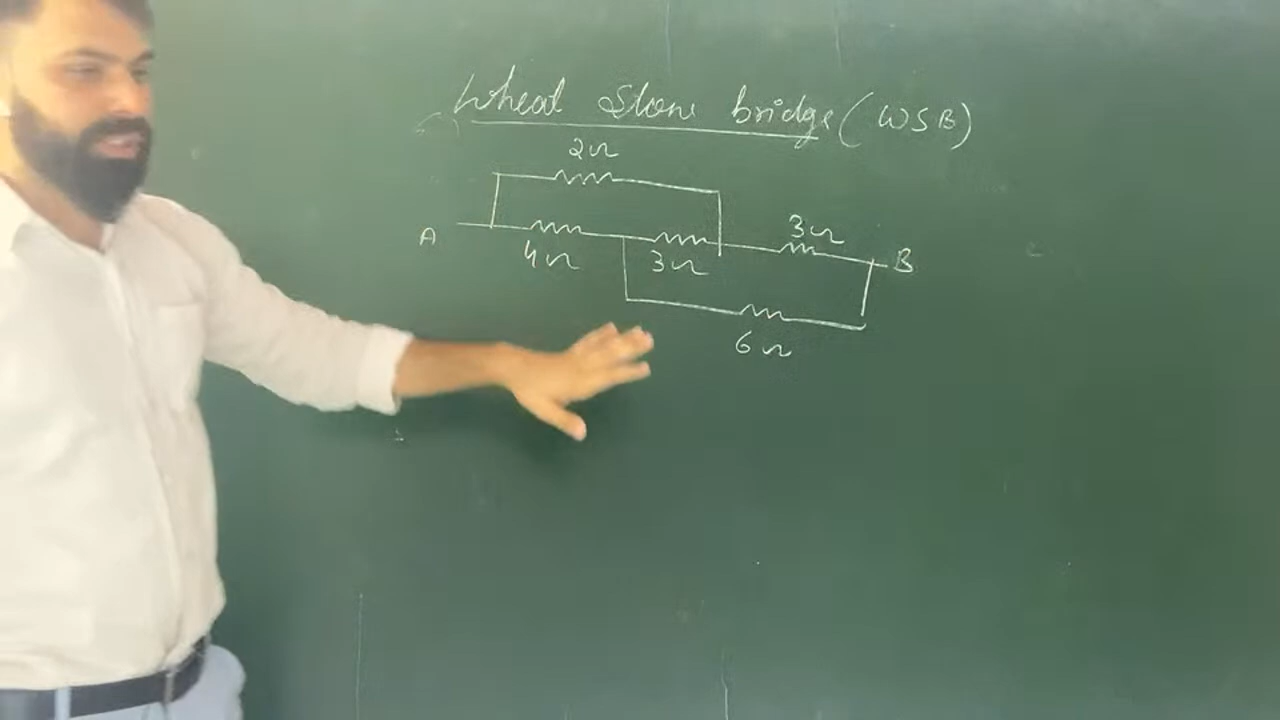 Wheat Stone bridge (WSB)
2Ω
A 4Ω 3Ω 3Ω B
6Ω